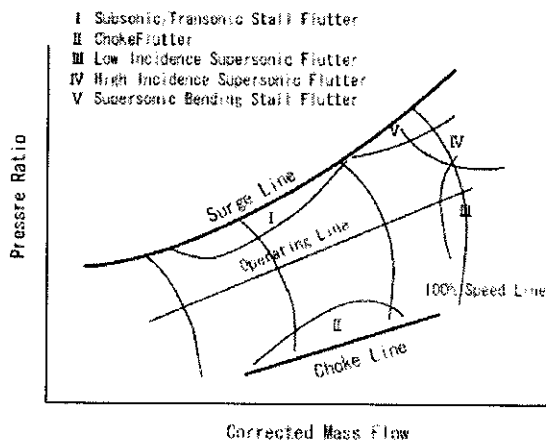 I Subsonic/Transonic Stall Flutter
II ChokeFlutter
III Low Incidence Supersonic Flutter
IV High Incidence Supersonic Flutter
V Supersonic Bending Stall Flutter
Pressre Ratio
Surge Line
V
IV
I
III
Operating Line
100% Speed Line
II
Choke Line
Corrected Mass Flow